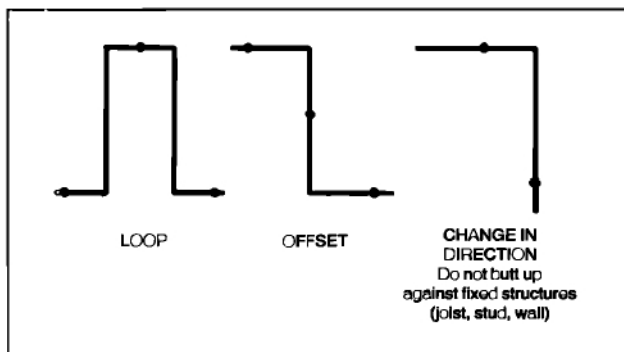 LOOP
OFFSET
CHANGE IN
DIRECTION
Do not butt up
against fixed structures
(joist, stud, wall)